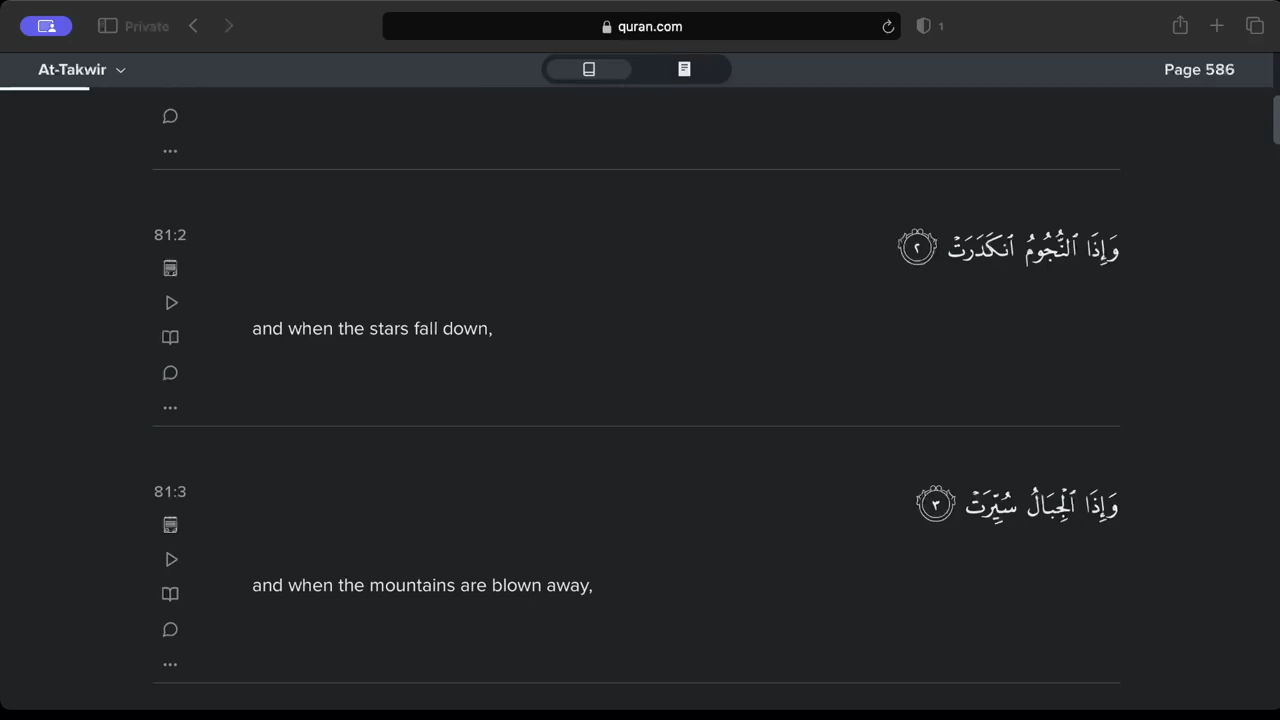 Private
quran.com
1
At-Takwir
Page 586
81:2
وَإِذَا ٱلنُّجُومُ ٱنكَدَرَتْ ٢
and when the stars fall down,
81:3
وَإِذَا ٱلْجِبَالُ سُيِّرَتْ ٣
and when the mountains are blown away,